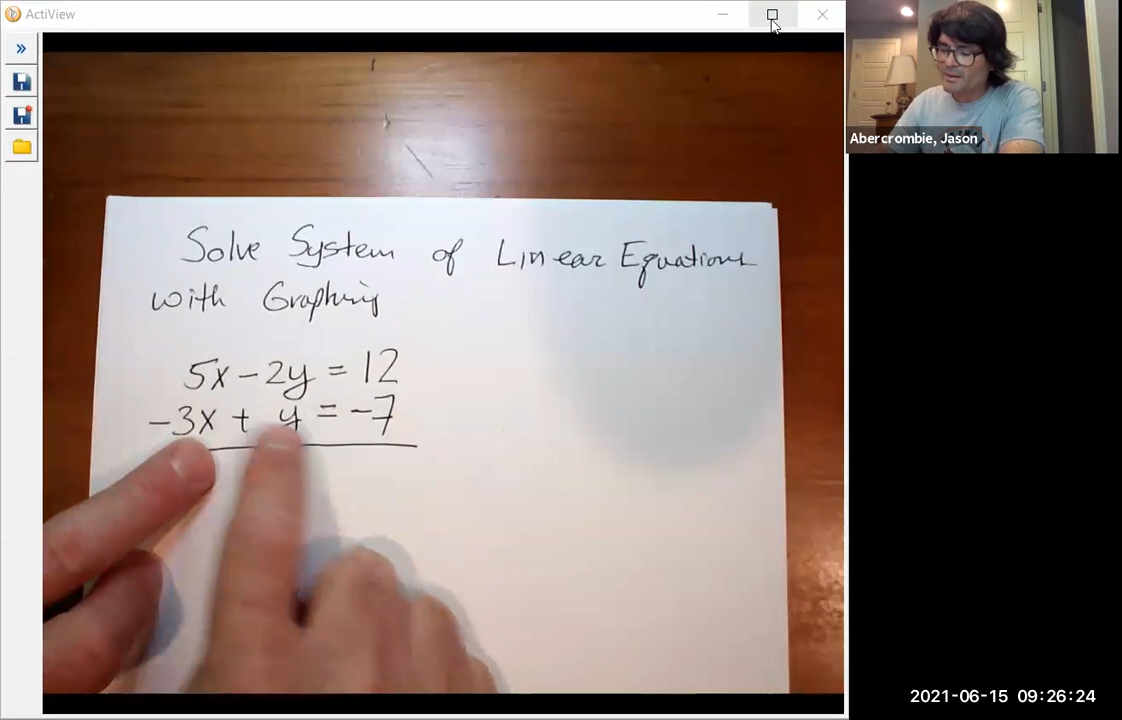 ActiView
Abercrombie, Jason
Solve System of Linear Equations
with Graphing
5x - 2y = 12
-3x + y = -7
2021-06-15 09:26:24